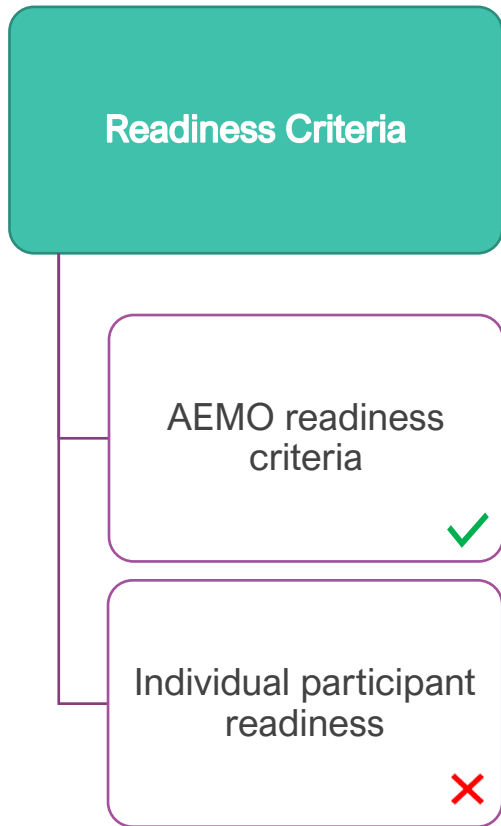 Readiness Criteria
AEMO readiness
criteria
Individual participant
readiness